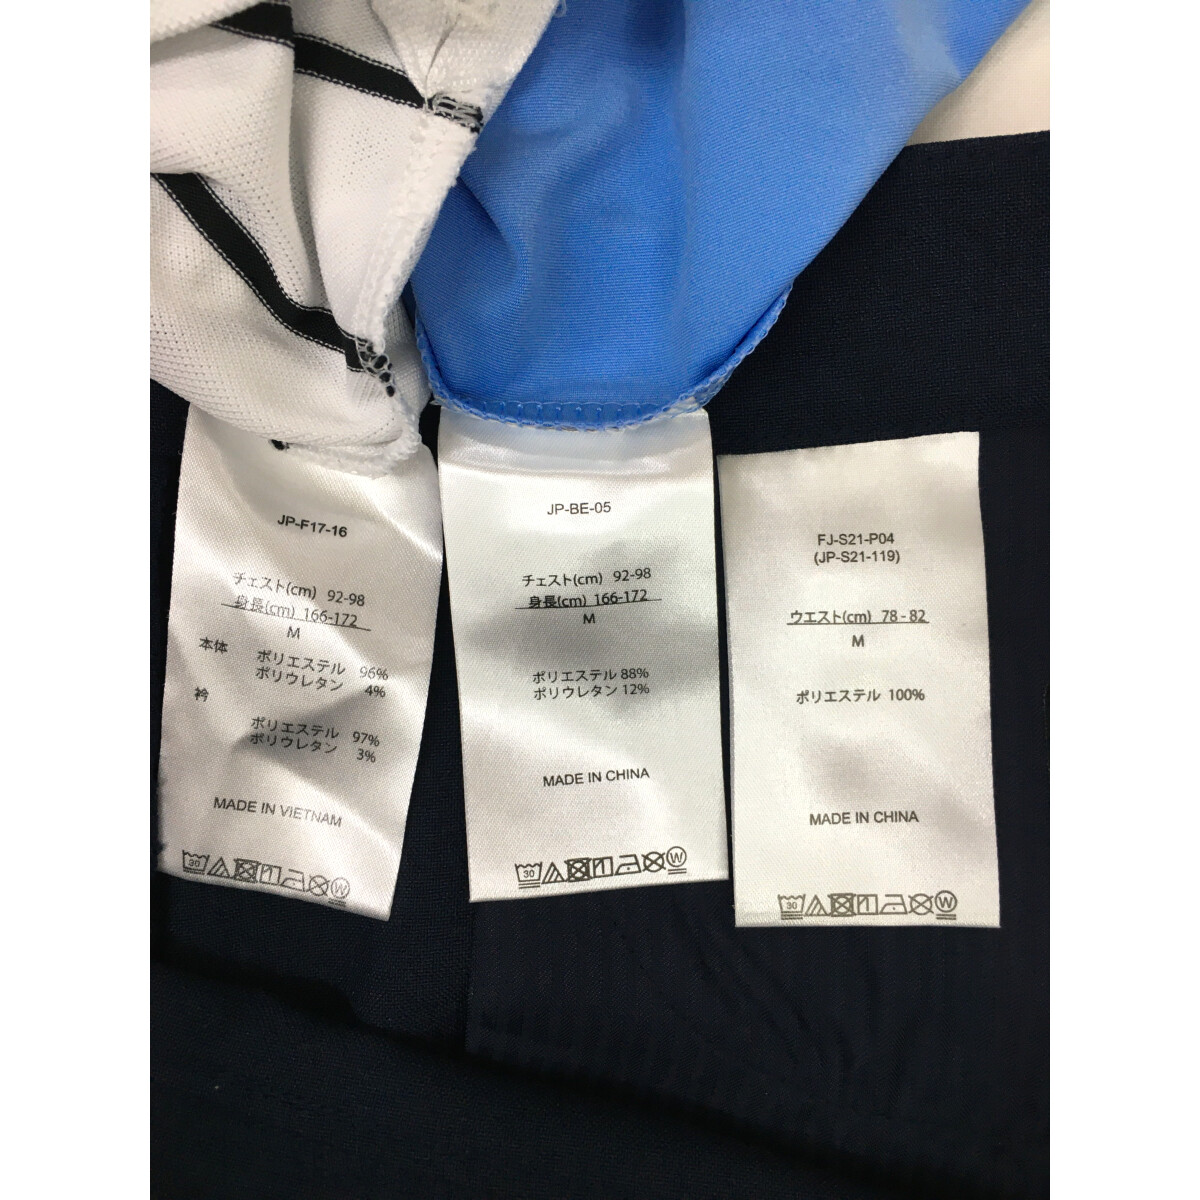 JP-F17-16
チェスト(cm) 92-98
身長(cm) 166-172
M
本体 ポリエステル 96%
ポリウレタン 4%
衿 ポリエステル 97%
ポリウレタン 3%
MADE IN VIETNAM
30
W
JP-BE-05
チェスト(cm) 92-98
身長(cm) 166-172
M
ポリエステル 88%
ポリウレタン 12%
MADE IN CHINA
30
W
FJ-S21-P04
(JP-S21-119)
ウエスト(cm) 78-82
M
ポリエステル 100%
MADE IN CHINA
30
W